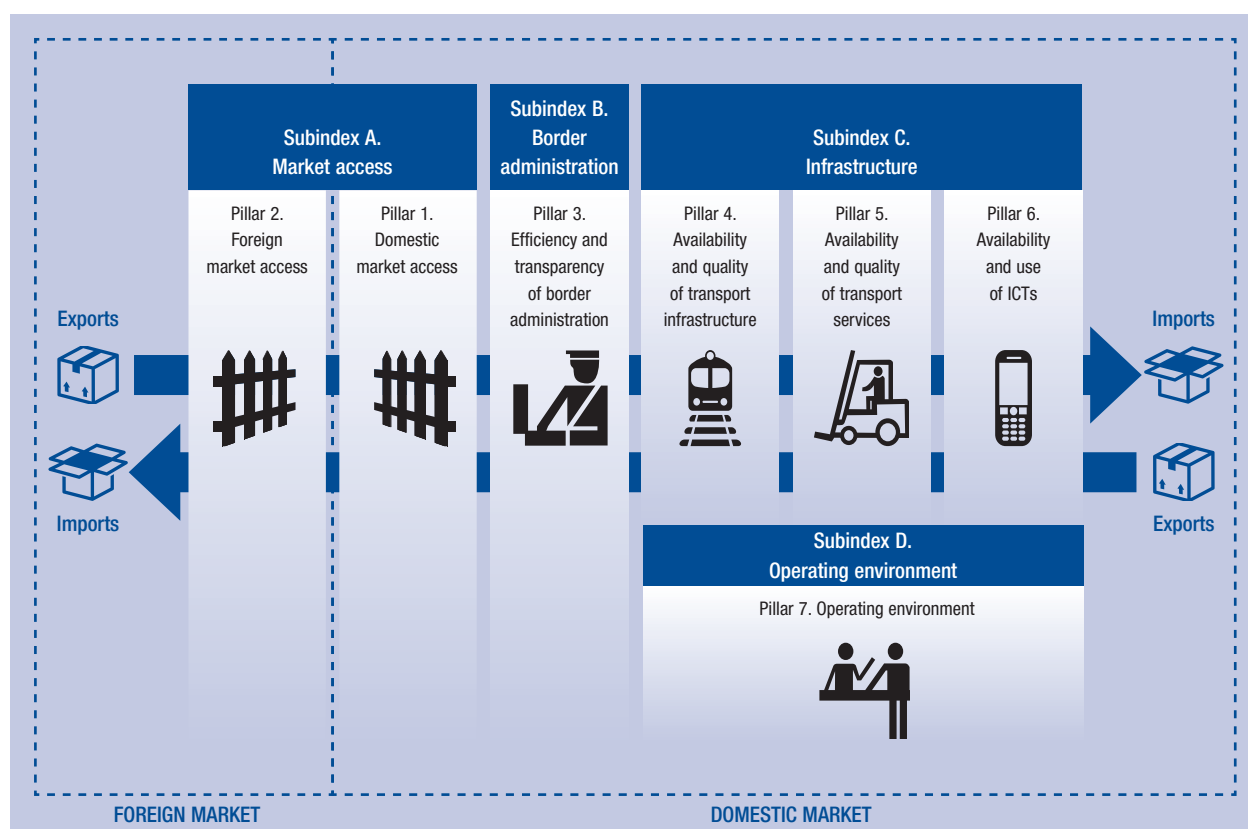 Subindex A.
Market access
Subindex B.
Border
administration
Subindex C.
Infrastructure
Pillar 2.
Foreign
market access
Pillar 1.
Domestic
market access
Pillar 3.
Efficiency and
transparency
of border
administration
Pillar 4.
Availability
and quality
of transport
infrastructure
Pillar 5.
Availability
and quality
of transport
services
Pillar 6.
Availability
and use
of ICTs
Exports
Imports
Imports
Exports
Subindex D.
Operating environment
Pillar 7. Operating environment
FOREIGN MARKET
DOMESTIC MARKET